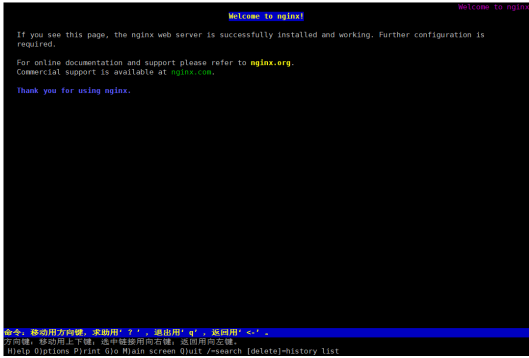 Welcome to nginx
Welcome to nginx!
If you see this page, the nginx web server is successfully installed and working. Further configuration is
required.
For online documentation and support please refer to nginx.org.
Commercial support is available at nginx.com.
Thank you for using nginx.
命令: 移动用方向键, 求助用' ? ' , 退出用' q' , 返回用' <-' 。
方向键: 移动用上下键; 选中链接用向右键; 返回用向左键。
H)elp O)ptions P)rint G)o M)ain screen Q)uit /=search [delete]=history list